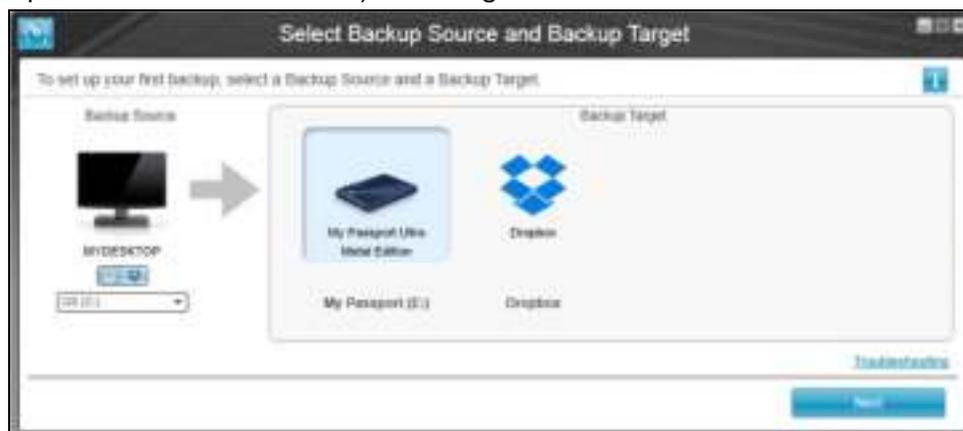 Select Backup Source and Backup Target
To set up your first backup, select a Backup Source and a Backup Target.
Backup Source
Backup Target
My Passport Ultra
Metal Edition
Dropbox
MYDESKTOP
My Passport (E:)
Dropbox
Troubleshooting
Next